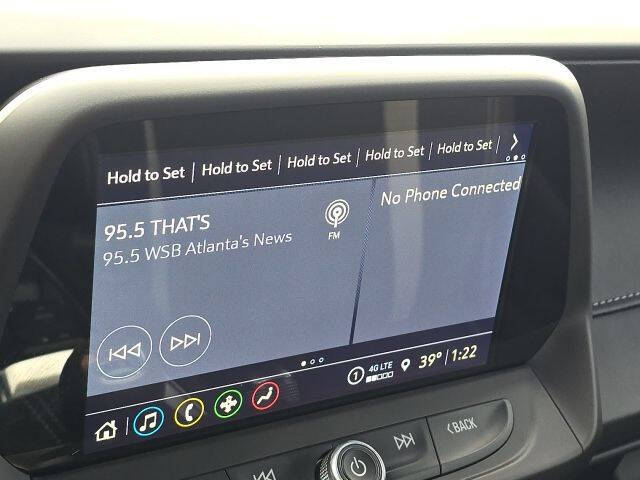 Hold to Set Hold to Set Hold to Set Hold to Set Hold to Set
No Phone Connected
95.5 THAT'S
FM
95.5 WSB Atlanta's News
1 4G LTE 39° 1:22
BACK